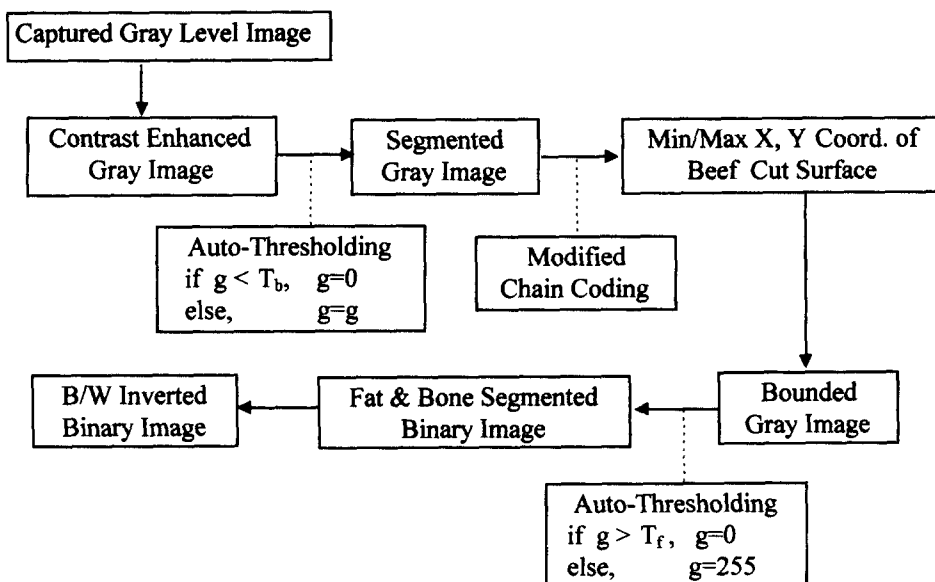 Captured Gray Level Image
Contrast Enhanced
Gray Image
Segmented
Gray Image
Min/Max X, Y Coord. of
Beef Cut Surface
Auto-Thresholding
if g < T_b, g=0
else, g=g
Modified
Chain Coding
B/W Inverted
Binary Image
Fat & Bone Segmented
Binary Image
Bounded
Gray Image
Auto-Thresholding
if g > T_f, g=0
else, g=255